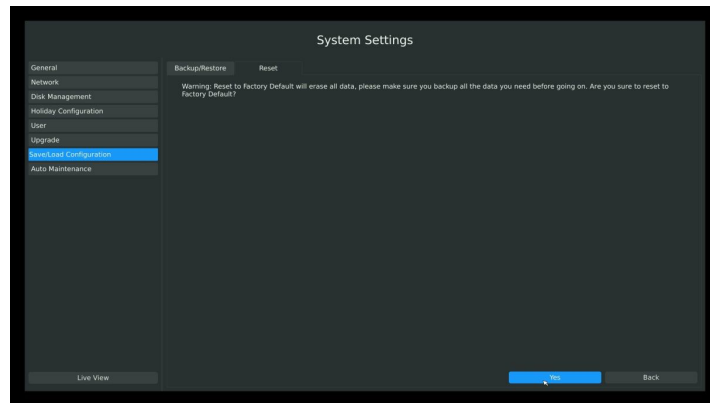 System Settings
General
Network
Disk Management
Holiday Configuration
User
Upgrade
Save/Load Configuration
Auto Maintenance
Live View
Backup/Restore Reset
Warning: Reset to Factory Default will erase all data, please make sure you backup all the data you need before going on. Are you sure to reset to
Factory Default?
Yes Back